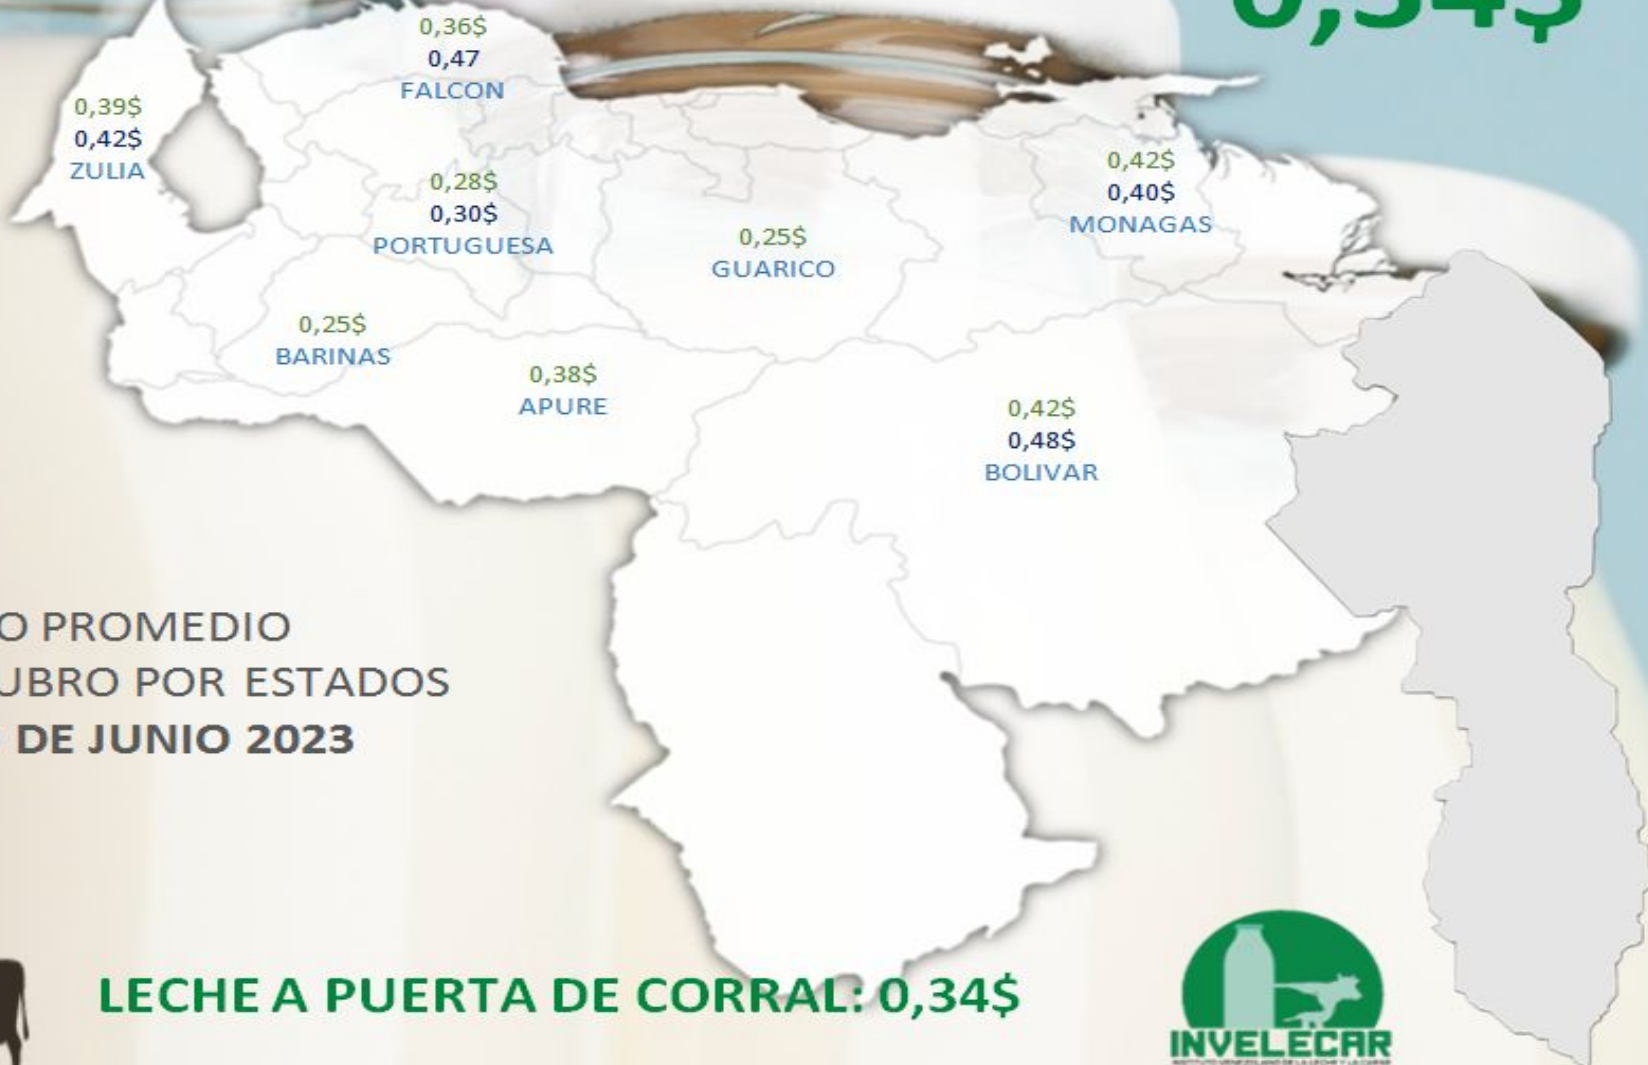 0,34$
0,36$
0,47
FALCON
0,39$
0,42$
ZULIA
0,28$
0,30$
PORTUGUESA
0,25$
GUARICO
0,42$
0,40$
MONAGAS
0,25$
BARINAS
0,38$
APURE
0,42$
0,48$
BOLIVAR
O PROMEDIO
UBRO POR ESTADOS
DE JUNIO 2023
LECHE A PUERTA DE CORRAL: 0,34$
INVELECAR